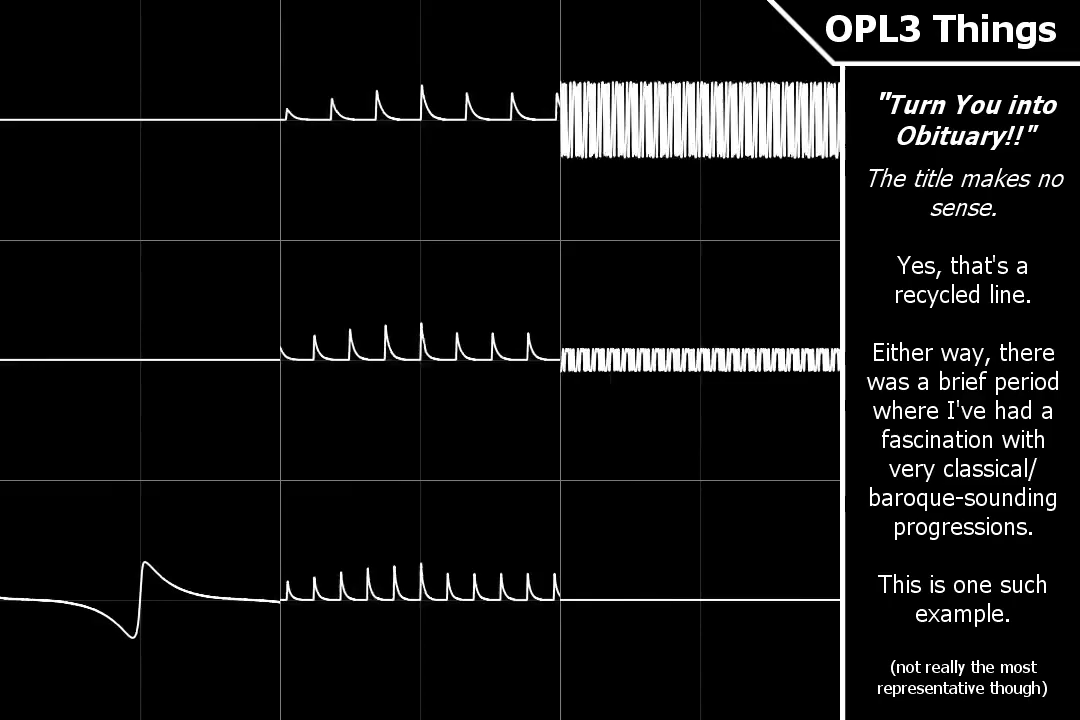 OPL3 Things
"Turn You into
Obituary!!"
The title makes no
sense.
Yes, that's a
recycled line.
Either way, there
was a brief period
where I've had a
fascination with
very classical/
baroque-sounding
progressions.
This is one such
example.
(not really the most
representative though)